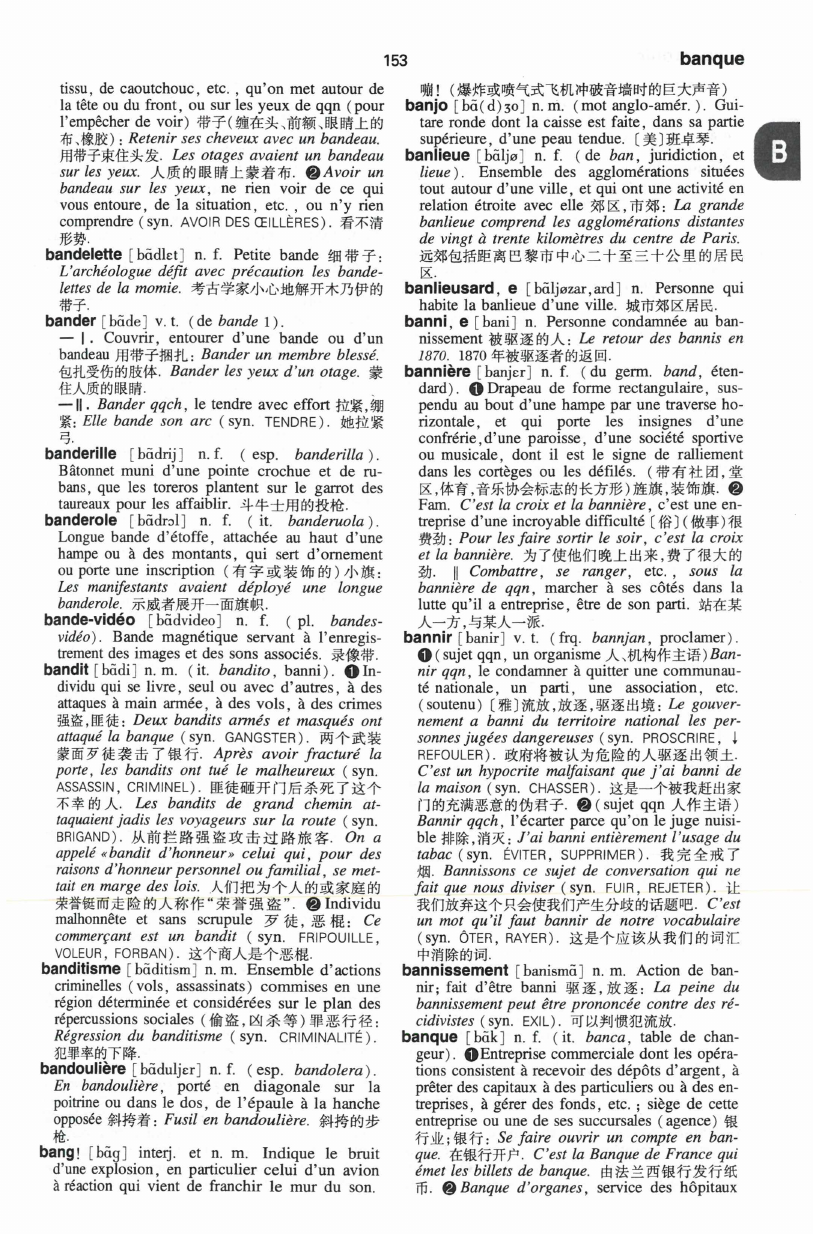 153
banque
tissu, de caoutchouc, etc. , qu'on met autour de
la tête ou du front, ou sur les yeux de qqn (pour
l'empêcher de voir) 带子(缠在头、前额、眼睛上的
布、橡胶) : Retenir ses cheveux avec un bandeau.
用带子束住头发. Les otages avaient un bandeau
sur les yeux. 人质的眼睛上蒙着布. ❷Avoir un
bandeau sur les yeux, ne rien voir de ce qui
vous entoure, de la situation, etc. , ou n'y rien
comprendre (syn. AVOIR DES ŒILLÈRES). 看不清
形势.
bandelette [bɑ̃dlɛt] n. f. Petite bande 细带子:
L'archéologue défit avec précaution les bande-
lettes de la momie. 考古学家小心地解开木乃伊的
带子.
bander [bɑ̃de] v. t. (de bande 1).
— Ⅰ. Couvrir, entourer d'une bande ou d'un
bandeau 用带子捆扎: Bander un membre blessé.
包扎受伤的肢体. Bander les yeux d'un otage. 蒙
住人质的眼睛.
—Ⅱ. Bander qqch, le tendre avec effort 拉紧,绷
紧: Elle bande son arc (syn. TENDRE). 她拉紧
弓.
banderille [bɑ̃drij] n. f. ( esp. banderilla ).
Bâtonnet muni d'une pointe crochue et de ru-
bans, que les toreros plantent sur le garrot des
taureaux pour les affaiblir. 斗牛士用的投枪.
banderole [bɑ̃drɔl] n. f. ( it. banderuola ).
Longue bande d'étoffe, attachée au haut d'une
hampe ou à des montants, qui sert d'ornement
ou porte une inscription (有字或装饰的)小旗:
Les manifestants avaient déployé une longue
banderole. 示威者展开一面旗帜.
bande-vidéo [bɑ̃dvideo] n. f. ( pl. bandes-
vidéo). Bande magnétique servant à l'enregis-
trement des images et des sons associés. 录像带.
bandit [bɑ̃di] n. m. (it. bandito, banni). ❶In-
dividu qui se livre, seul ou avec d'autres, à des
attaques à main armée, à des vols, à des crimes
强盗,匪徒: Deux bandits armés et masqués ont
attaqué la banque (syn. GANGSTER). 两个武装
蒙面歹徒袭击了银行. Après avoir fracturé la
porte, les bandits ont tué le malheureux ( syn.
ASSASSIN, CRIMINEL). 匪徒砸开门后杀死了这个
不幸的人. Les bandits de grand chemin at-
taquaient jadis les voyageurs sur la route (syn.
BRIGAND). 从前拦路强盗攻击过路旅客. On a
appelé «bandit d'honneur» celui qui, pour des
raisons d'honneur personnel ou familial, se met-
tait en marge des lois. 人们把为个人的或家庭的
荣誉铤而走险的人称作“荣誉强盗”. ❷Individu
malhonnête et sans scrupule 歹徒,恶棍: Ce
commerçant est un bandit ( syn. FRIPOUILLE,
VOLEUR, FORBAN). 这个商人是个恶棍.
banditisme [bɑ̃ditism] n. m. Ensemble d'actions
criminelles (vols, assassinats) commises en une
région déterminée et considérées sur le plan des
répercussions sociales (偷盗,凶杀等)罪恶行径:
Régression du banditisme ( syn. CRIMINALITÉ).
犯罪率的下降.
bandoulière [bɑ̃duljɛr] n. f. (esp. bandolera).
En bandoulière, porté en diagonale sur la
poitrine ou dans le dos, de l'épaule à la hanche
opposée 斜挎着: Fusil en bandoulière. 斜挎的步
枪.
bang! [bɑ̃g] interj. et n. m. Indique le bruit
d'une explosion, en particulier celui d'un avion
à réaction qui vient de franchir le mur du son.
嘣! (爆炸或喷气式飞机冲破音墙时的巨大声音)
banjo [bɑ̃(d)ʒo] n. m. (mot anglo-amér. ). Gui-
tare ronde dont la caisse est faite, dans sa partie
supérieure, d'une peau tendue. [美]班卓琴.
banlieue [bɑ̃ljø] n. f. (de ban, juridiction, et
lieue). Ensemble des agglomérations situées
tout autour d'une ville, et qui ont une activité en
relation étroite avec elle 郊区,市郊: La grande
banlieue comprend les agglomérations distantes
de vingt à trente kilomètres du centre de Paris.
远郊包括距离巴黎市中心二十至三十公里的居民
区.
banlieusard, e [bɑ̃ljøzar,ard] n. Personne qui
habite la banlieue d'une ville. 城市郊区居民.
banni, e [bani] n. Personne condamnée au ban-
nissement 被驱逐的人: Le retour des bannis en
1870. 1870 年被驱逐者的返回.
bannière [banjɛr] n. f. (du germ. band, éten-
dard). ❶Drapeau de forme rectangulaire, sus-
pendu au bout d'une hampe par une traverse ho-
rizontale, et qui porte les insignes d'une
confrérie,d'une paroisse, d'une société sportive
ou musicale, dont il est le signe de ralliement
dans les cortèges ou les défilés. (带有社团,堂
区,体育,音乐协会标志的长方形)旌旗,装饰旗. ❷
Fam. C'est la croix et la bannière, c'est une en-
treprise d'une incroyable difficulté [俗](做事)很
费劲: Pour les faire sortir le soir, c'est la croix
et la bannière. 为了使他们晚上出来,费了很大的
劲. ‖ Combattre, se ranger, etc. , sous la
bannière de qqn, marcher à ses côtés dans la
lutte qu'il a entreprise, être de son parti. 站在某
人一方,与某人一派.
bannir [banir] v. t. (frq. bannjan, proclamer).
❶(sujet qqn, un organisme 人、机构作主语)Ban-
nir qqn, le condamner à quitter une communau-
té nationale, un parti, une association, etc.
(soutenu) [雅]流放,放逐,驱逐出境: Le gouver-
nement a banni du territoire national les per-
sonnes jugées dangereuses (syn. PROSCRIRE, ↓
REFOULER). 政府将被认为危险的人驱逐出领土.
C'est un hypocrite malfaisant que j'ai banni de
la maison (syn. CHASSER). 这是一个被我赶出家
门的充满恶意的伪君子. ❷(sujet qqn 人作主语)
Bannir qqch, l'écarter parce qu'on le juge nuisi-
ble 排除,消灭: J'ai banni entièrement l'usage du
tabac (syn. ÉVITER, SUPPRIMER). 我完全戒了
烟. Bannissons ce sujet de conversation qui ne
fait que nous diviser (syn. FUIR, REJETER). 让
我们放弃这个只会使我们产生分歧的话题吧. C'est
un mot qu'il faut bannir de notre vocabulaire
(syn. ÔTER, RAYER). 这是个应该从我们的词汇
中消除的词.
bannissement [banismɑ̃] n. m. Action de ban-
nir; fait d'être banni 驱逐,放逐: La peine du
bannissement peut être prononcée contre des ré-
cidivistes (syn. EXIL). 可以判惯犯流放.
banque [bɑ̃k] n. f. (it. banca, table de chan-
geur). ❶Entreprise commerciale dont les opéra-
tions consistent à recevoir des dépôts d'argent, à
prêter des capitaux à des particuliers ou à des en-
treprises, à gérer des fonds, etc. ; siège de cette
entreprise ou une de ses succursales (agence) 银
行业;银行: Se faire ouvrir un compte en ban-
que. 在银行开户. C'est la Banque de France qui
émet les billets de banque. 由法兰西银行发行纸
币. ❷Banque d'organes, service des hôpitaux
B